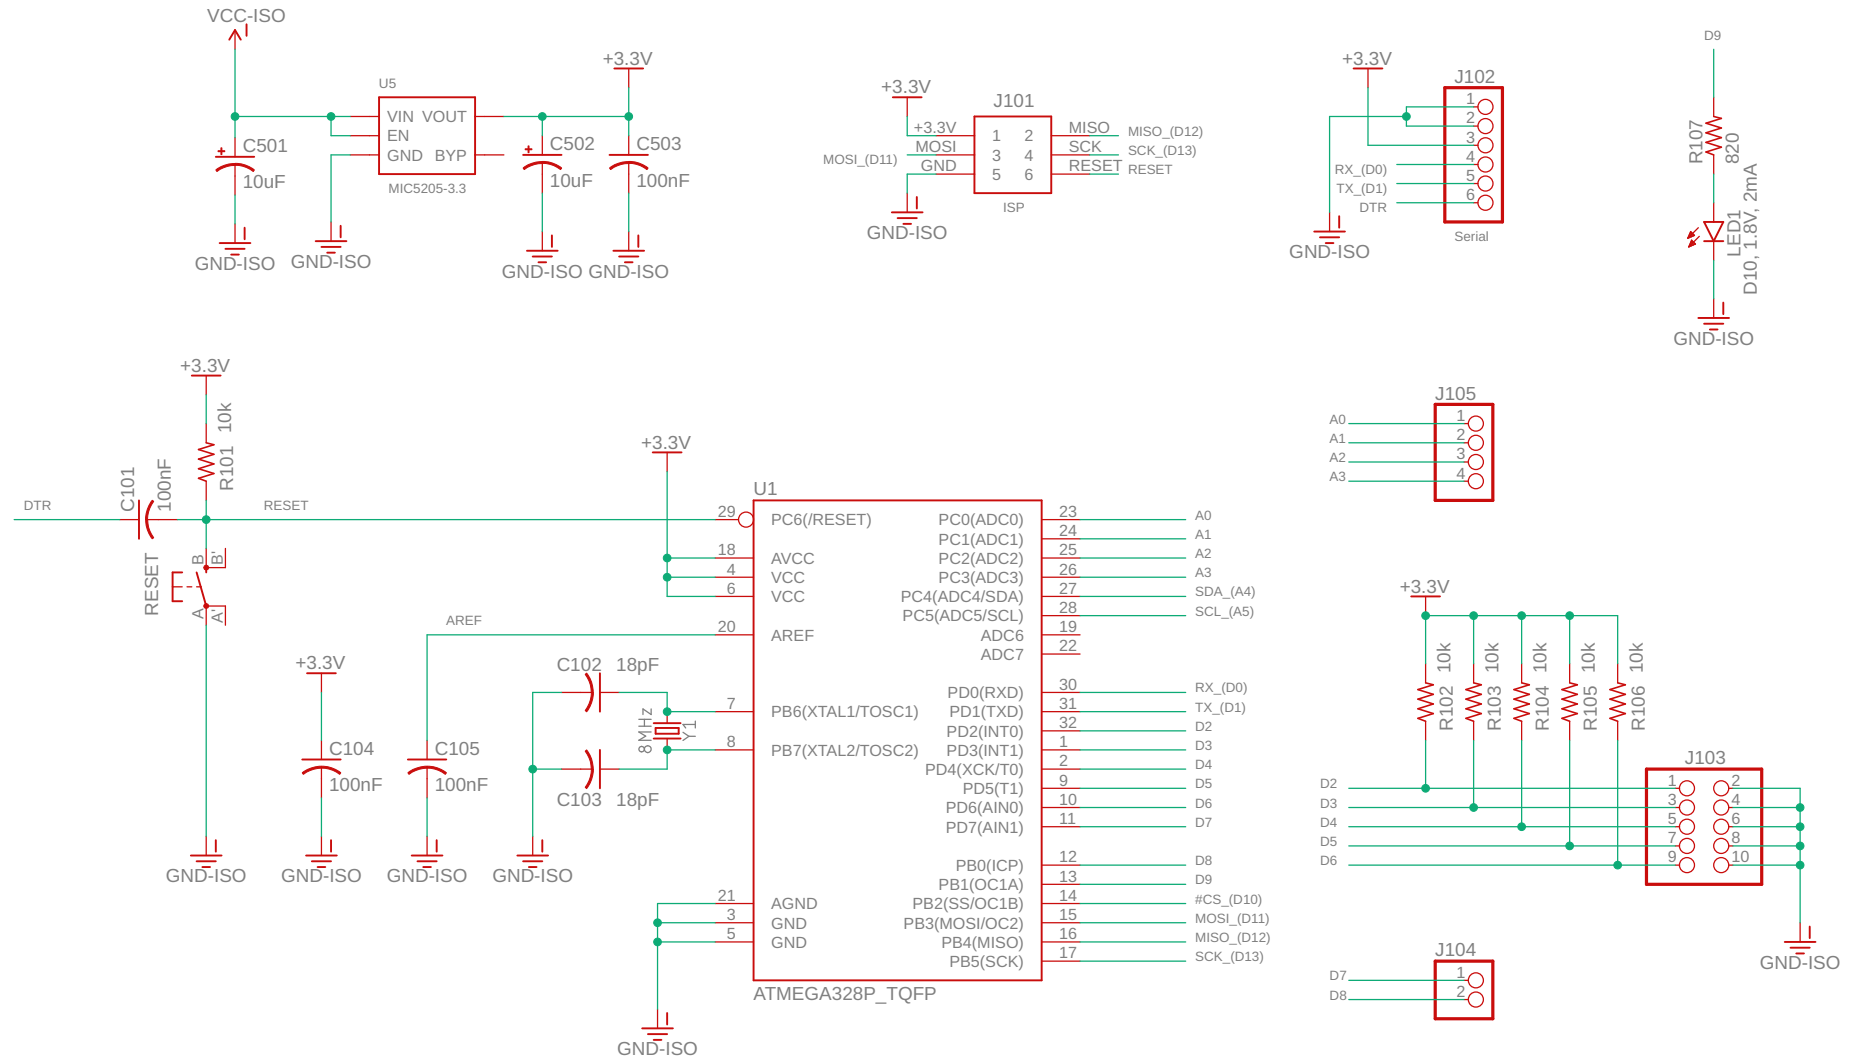 VCC-ISO
U5
VIN VOUT
EN
GND BYP
MIC5205-3.3
C501
10uF
GND-ISO
GND-ISO
+3.3V
C502
10uF
C503
100nF
GND-ISO
GND-ISO
+3.3V
J101
+3.3V 1 2 MISO MISO_(D12)
MOSI_(D11) MOSI 3 4 SCK SCK_(D13)
GND 5 6 RESET RESET
ISP
GND-ISO
+3.3V
J102
1
2
3
RX_(D0) 4
TX_(D1) 5
DTR 6
Serial
GND-ISO
D9
R107
820
LED1
D10, 1.8V, 2mA
GND-ISO
+3.3V
10k
R101
C101
100nF
DTR
RESET
RESET
B B'
A A'
GND-ISO
+3.3V
C104
100nF
GND-ISO
AREF
C105
100nF
GND-ISO
C102 18pF
8MHz
Y1
C103 18pF
GND-ISO
+3.3V
U1
29 PC6(/RESET)
18 AVCC
4 VCC
6 VCC
20 AREF
7 PB6(XTAL1/TOSC1)
8 PB7(XTAL2/TOSC2)
21 AGND
3 GND
5 GND
PC0(ADC0) 23 A0
PC1(ADC1) 24 A1
PC2(ADC2) 25 A2
PC3(ADC3) 26 A3
PC4(ADC4/SDA) 27 SDA_(A4)
PC5(ADC5/SCL) 28 SCL_(A5)
ADC6 19
ADC7 22
PD0(RXD) 30 RX_(D0)
PD1(TXD) 31 TX_(D1)
PD2(INT0) 32 D2
PD3(INT1) 1 D3
PD4(XCK/T0) 2 D4
PD5(T1) 9 D5
PD6(AIN0) 10 D6
PD7(AIN1) 11 D7
PB0(ICP) 12 D8
PB1(OC1A) 13 D9
PB2(SS/OC1B) 14 #CS_(D10)
PB3(MOSI/OC2) 15 MOSI_(D11)
PB4(MISO) 16 MISO_(D12)
PB5(SCK) 17 SCK_(D13)
ATMEGA328P_TQFP
GND-ISO
J105
A0 1
A1 2
A2 3
A3 4
+3.3V
10k
R102
10k
R103
10k
R104
10k
R105
10k
R106
J103
D2 1 2
D3 3 4
D4 5 6
D5 7 8
D6 9 10
GND-ISO
J104
D7 1
D8 2